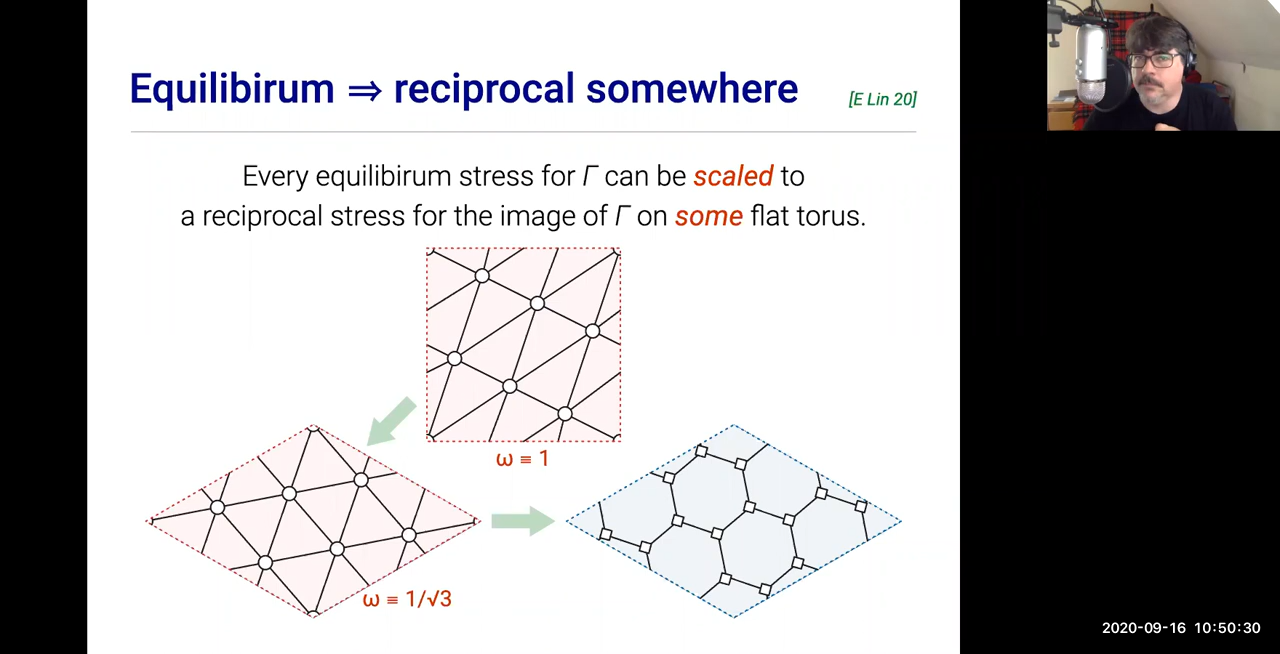 Equilibirum ⇒ reciprocal somewhere
[E Lin 20]
Every equilibirum stress for Γ can be scaled to
a reciprocal stress for the image of Γ on some flat torus.
ω ≡ 1
ω ≡ 1/√3
2020-09-16 10:50:30